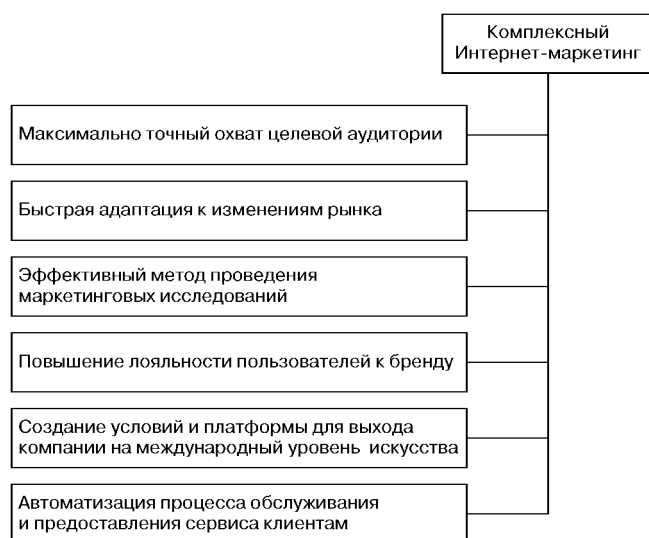 Комплексный
Интернет-маркетинг
Максимально точный охват целевой аудитории
Быстрая адаптация к изменениям рынка
Эффективный метод проведения
маркетинговых исследований
Повышение лояльности пользователей к бренду
Создание условий и платформы для выхода
компании на международный уровень искусства
Автоматизация процесса обслуживания
и предоставления сервиса клиентам